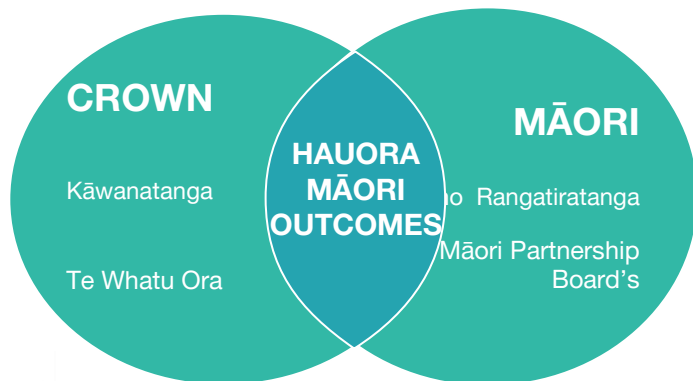 CROWN
Kāwanatanga
Te Whatu Ora
HAUORA
MĀORI
OUTCOMES
MĀORI
Rangatiratanga
Māori Partnership
Board's